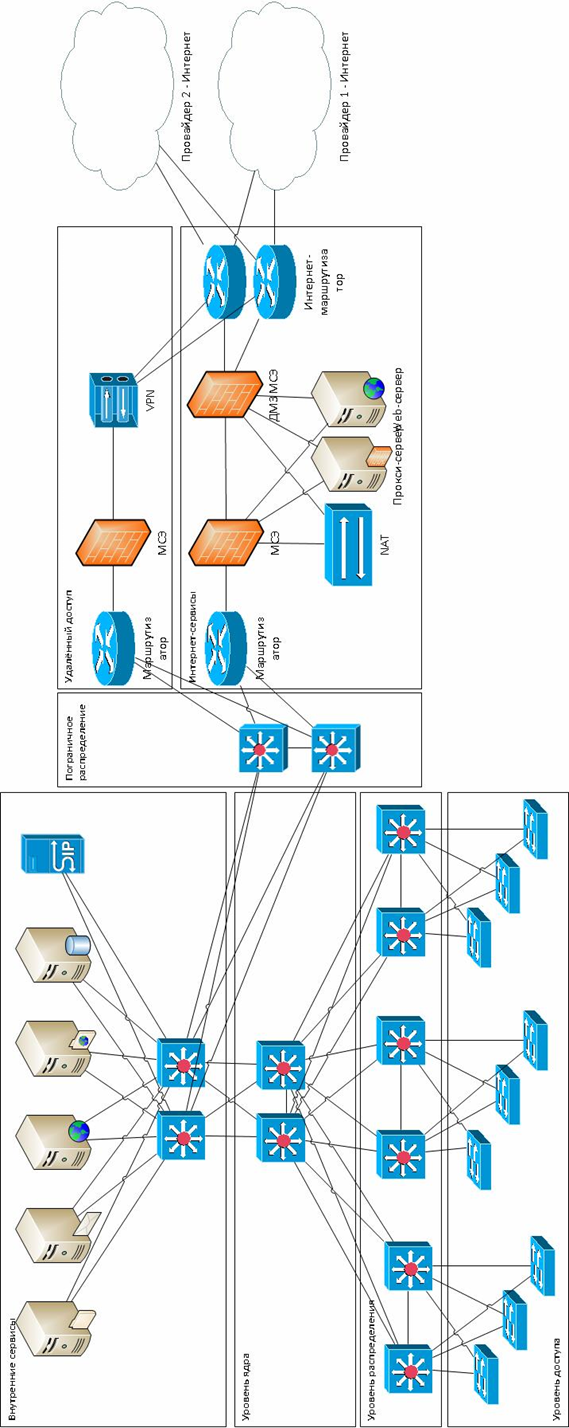 Провайдер 2 - Интернет
Провайдер 1 - Интернет
Удалённый доступ
VPN
МСЭ
Маршрутиз
атор
Интернет-сервисы
Интернет-
маршрутиза
тор
ДМЗ МСЭ
Web-сервер
Прокси-сервер
NAT
МСЭ
Маршрутиз
атор
Пограничное
распределение
Внутренние сервисы
SIP
Уровень ядра
Уровень распределения
Уровень доступа